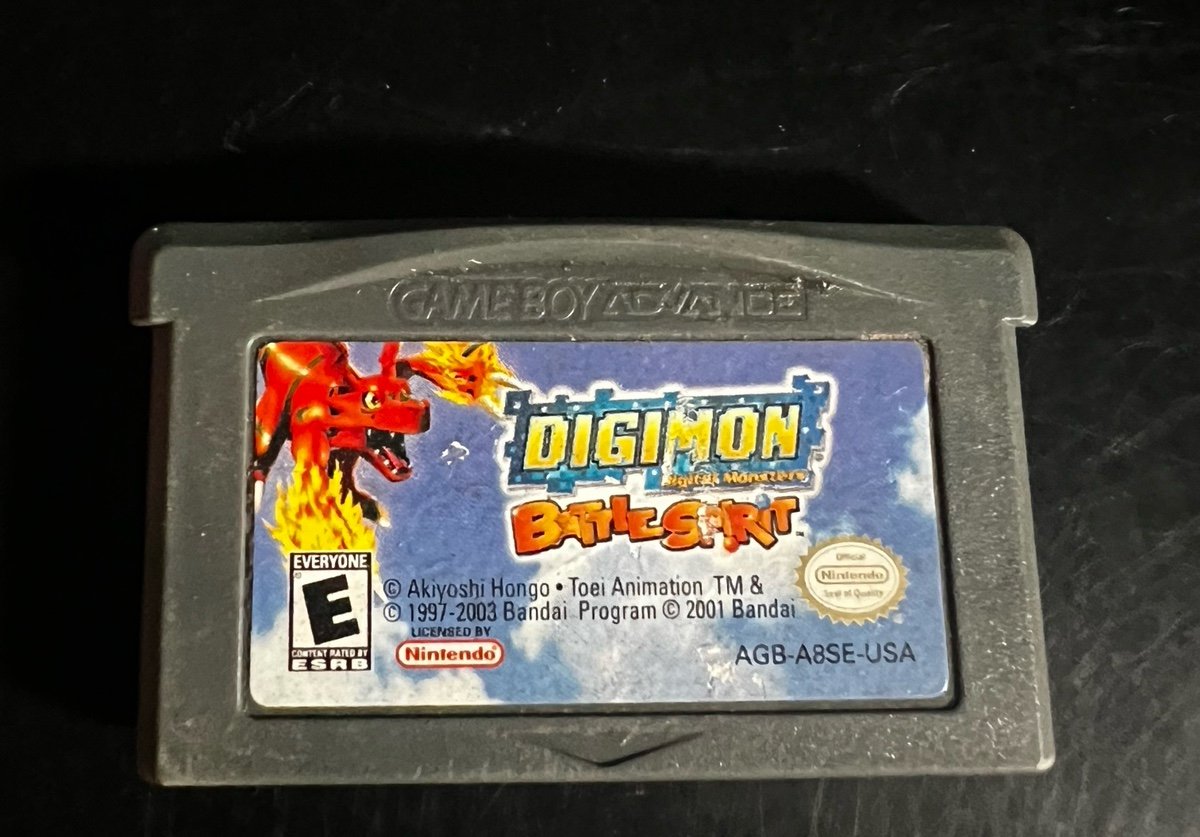 GAME BOY ADVANCE
DIGIMON
Digital Monsters
BATTLE SPIRIT™
EVERYONE
E
CONTENT RATED BY
ESRB
© Akiyoshi Hongo • Toei Animation TM &
© 1997-2003 Bandai Program © 2001 Bandai
LICENSED BY
Nintendo
Official
Nintendo
Seal of Quality
AGB-A8SE-USA